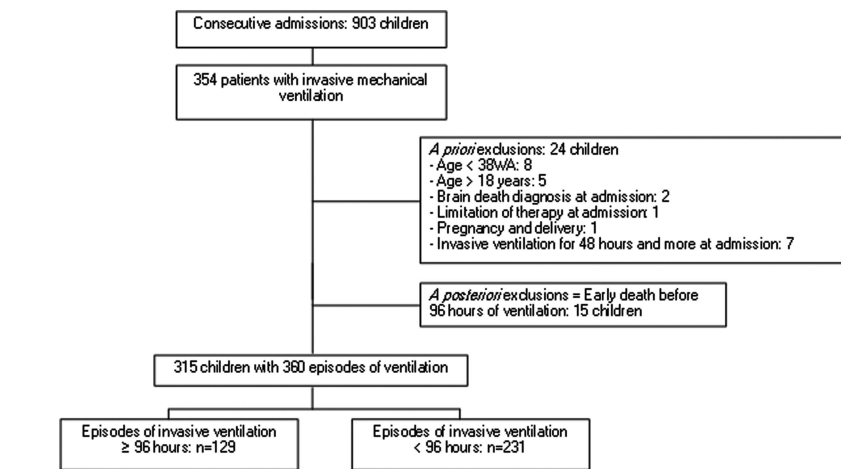 Consecutive admissions: 903 children
354 patients with invasive mechanical
ventilation
A priori exclusions: 24 children
- Age < 38WA: 8
- Age > 18 years: 5
- Brain death diagnosis at admission: 2
- Limitation of therapy at admission: 1
- Pregnancy and delivery: 1
- Invasive ventilation for 48 hours and more at admission: 7
A posteriori exclusions = Early death before
96 hours of ventilation: 15 children
315 children with 360 episodes of ventilation
Episodes of invasive ventilation
≥ 96 hours: n=129
Episodes of invasive ventilation
< 96 hours: n=231